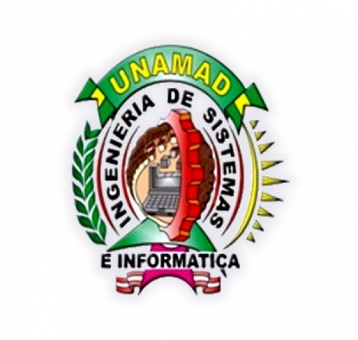 UNAMAD
INGENIERIA DE SISTEMAS
E INFORMATICA